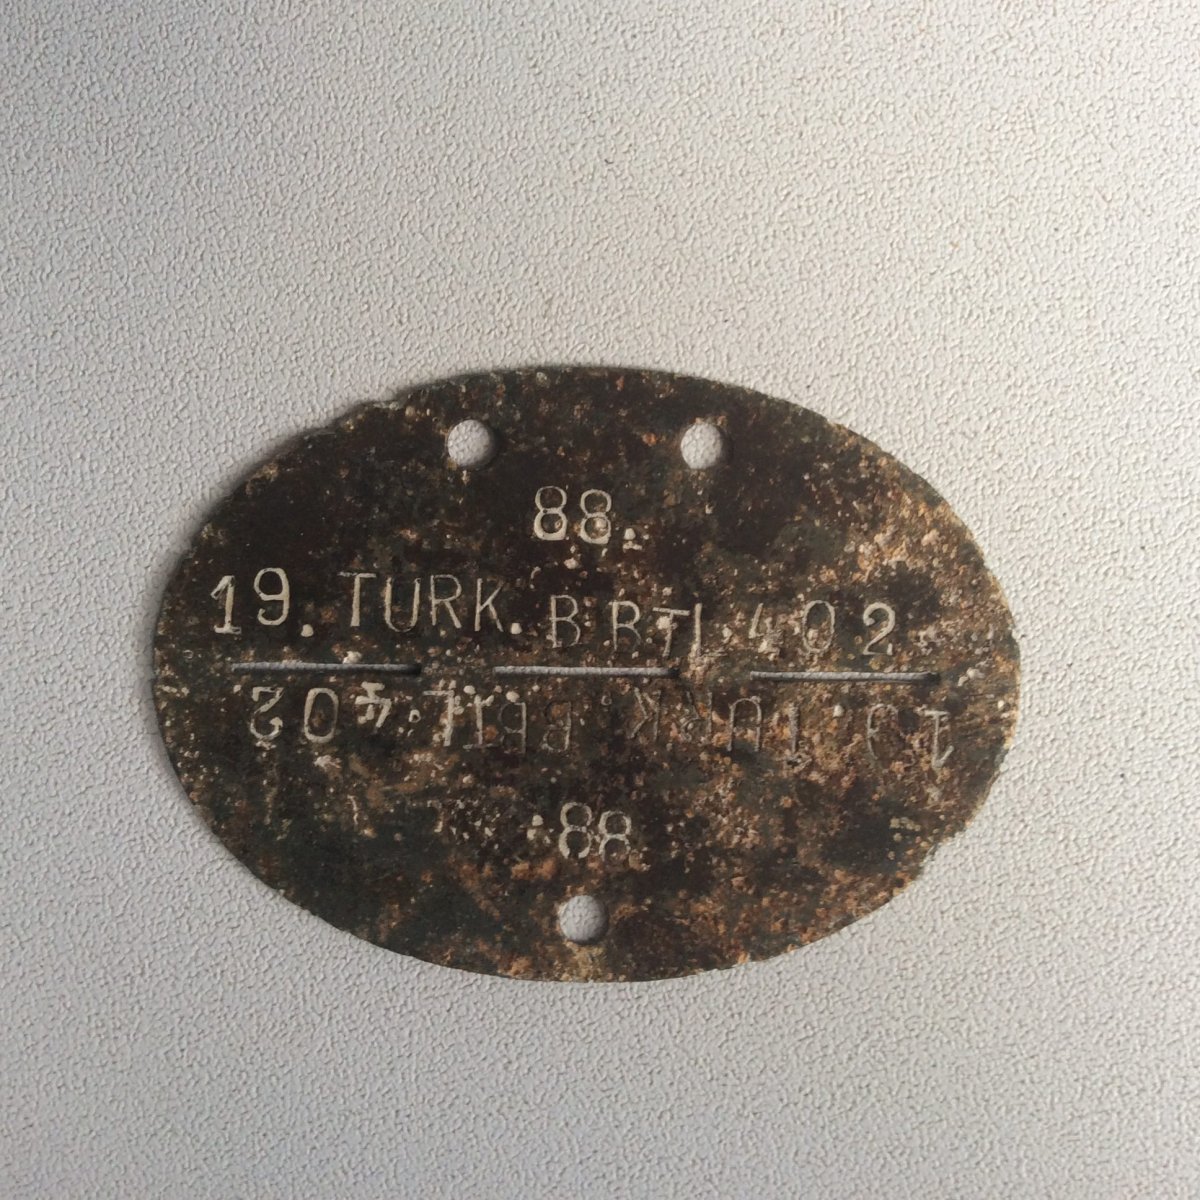 88.
19. TURK. B BTL. 402
19. TURK. BBTL. 402
88